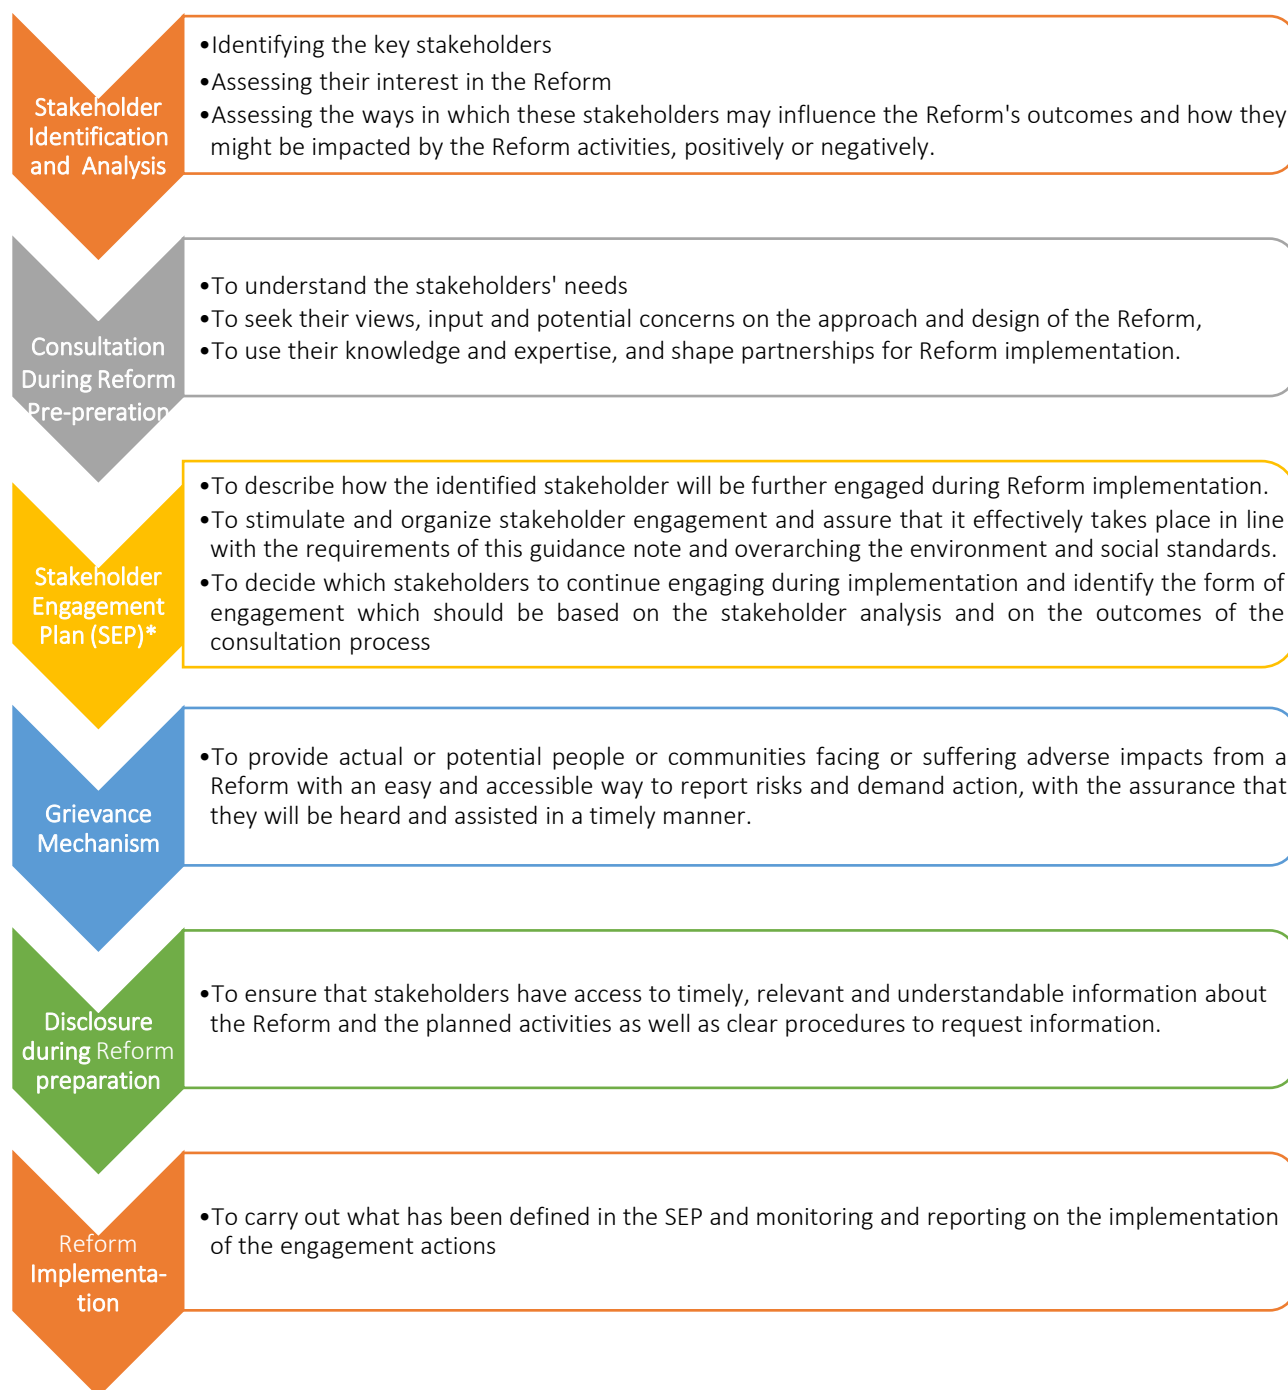 Stakeholder
Identification
and Analysis
•Identifying the key stakeholders
•Assessing their interest in the Reform
•Assessing the ways in which these stakeholders may influence the Reform's outcomes and how they
might be impacted by the Reform activities, positively or negatively.
Consultation
During Reform
Pre-preration
•To understand the stakeholders' needs
•To seek their views, input and potential concerns on the approach and design of the Reform,
•To use their knowledge and expertise, and shape partnerships for Reform implementation.
Stakeholder
Engagement
Plan (SEP)*
•To describe how the identified stakeholder will be further engaged during Reform implementation.
•To stimulate and organize stakeholder engagement and assure that it effectively takes place in line
with the requirements of this guidance note and overarching the environment and social standards.
•To decide which stakeholders to continue engaging during implementation and identify the form of
engagement which should be based on the stakeholder analysis and on the outcomes of the
consultation process
Grievance
Mechanism
•To provide actual or potential people or communities facing or suffering adverse impacts from a
Reform with an easy and accessible way to report risks and demand action, with the assurance that
they will be heard and assisted in a timely manner.
Disclosure
during Reform
preparation
•To ensure that stakeholders have access to timely, relevant and understandable information about
the Reform and the planned activities as well as clear procedures to request information.
Reform
Implementa-
tion
•To carry out what has been defined in the SEP and monitoring and reporting on the implementation
of the engagement actions